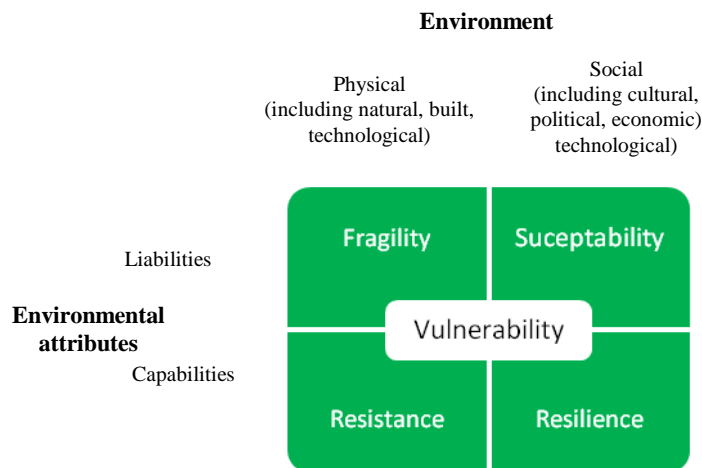 Environment
Physical
(including natural, built,
technological)
Social
(including cultural,
political, economic)
technological)
Liabilities
Fragility
Suceptability
Environmental
attributes
Vulnerability
Capabilities
Resistance
Resilience